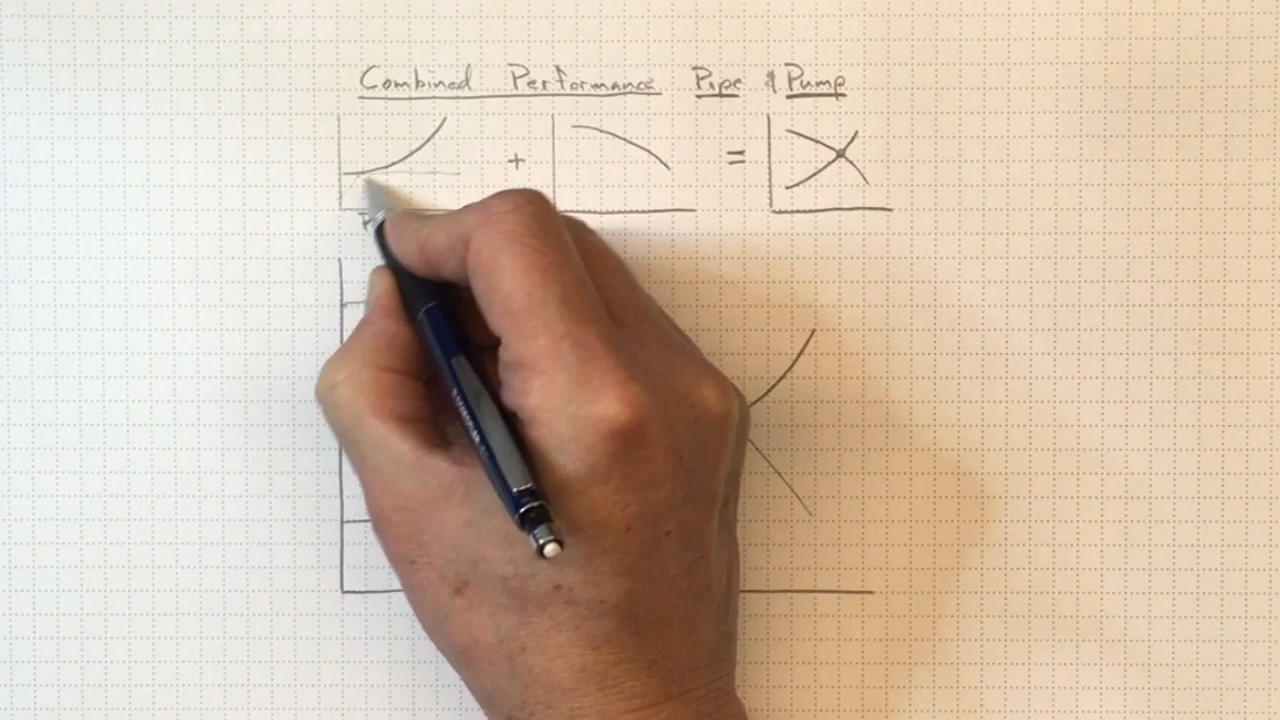 Combined Performance Pipe & Pump
+ =